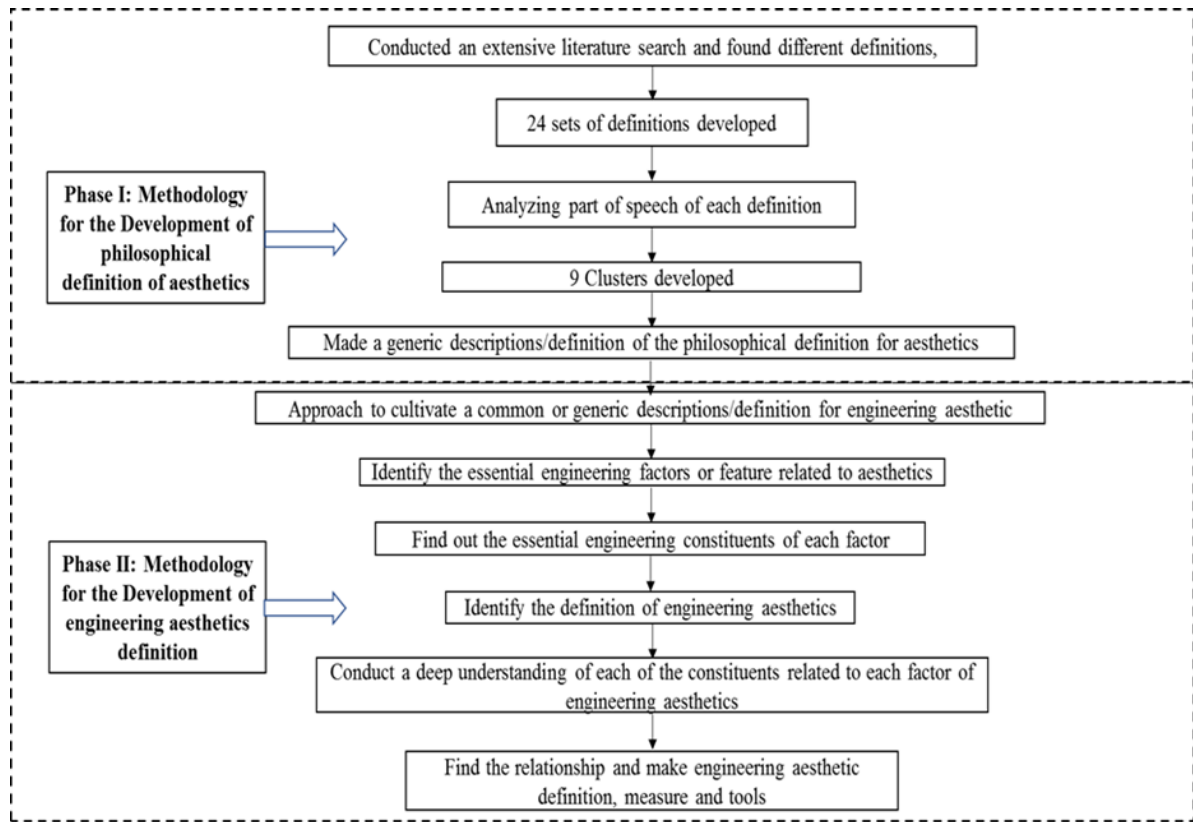 Conducted an extensive literature search and found different definitions,
24 sets of definitions developed
Analyzing part of speech of each definition
9 Clusters developed
Made a generic descriptions/definition of the philosophical definition for aesthetics
Phase I: Methodology
for the Development of
philosophical
definition of aesthetics
Approach to cultivate a common or generic descriptions/definition for engineering aesthetic
Identify the essential engineering factors or feature related to aesthetics
Find out the essential engineering constituents of each factor
Identify the definition of engineering aesthetics
Conduct a deep understanding of each of the constituents related to each factor of
engineering aesthetics
Find the relationship and make engineering aesthetic
definition, measure and tools
Phase II: Methodology
for the Development of
engineering aesthetics
definition